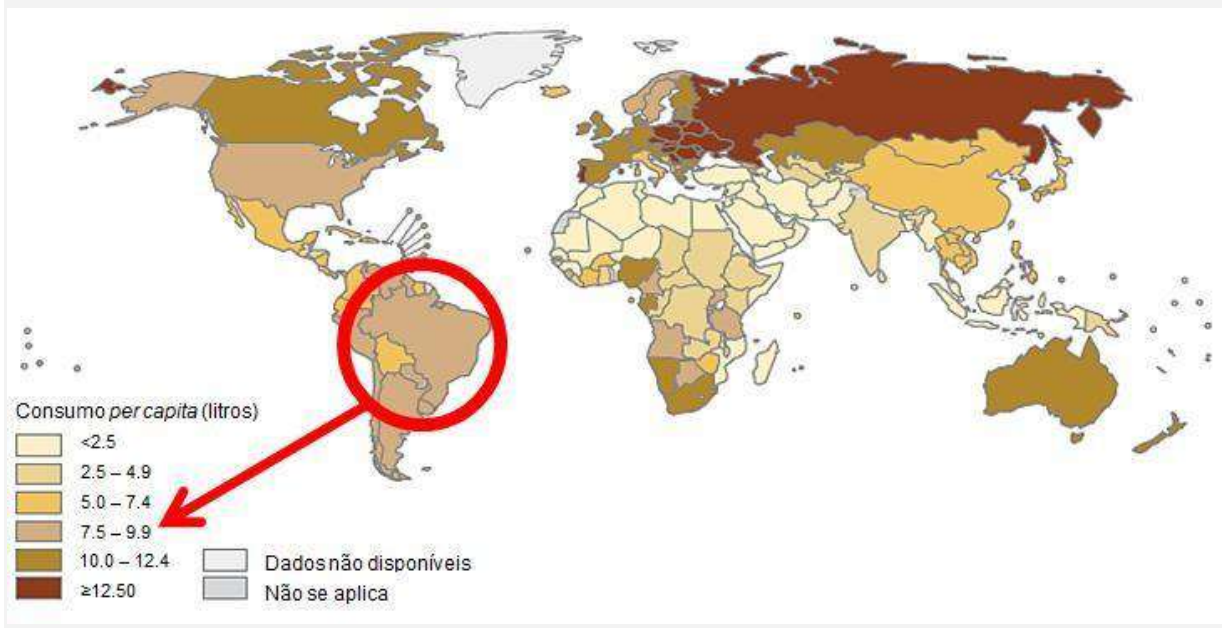 Consumo per capita (litros)
<2.5
2.5 – 4.9
5.0 – 7.4
7.5 – 9.9
10.0 – 12.4
≥12.50
Dados não disponíveis
Não se aplica